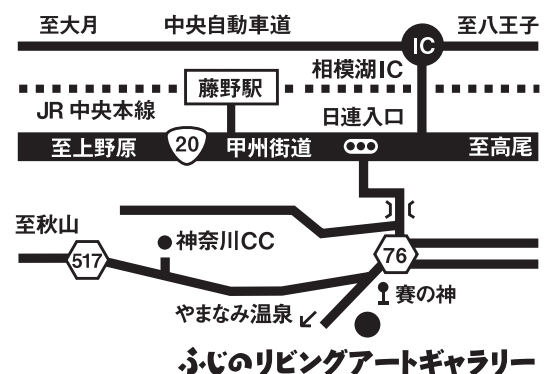 至大月 中央自動車道 至八王子
IC
相模湖IC
藤野駅
JR 中央本線
日連入口
至上野原 20 甲州街道 至高尾
至秋山
神奈川CC
517
76
賽の神
やまなみ温泉
ふじのリビングアートギャラリー